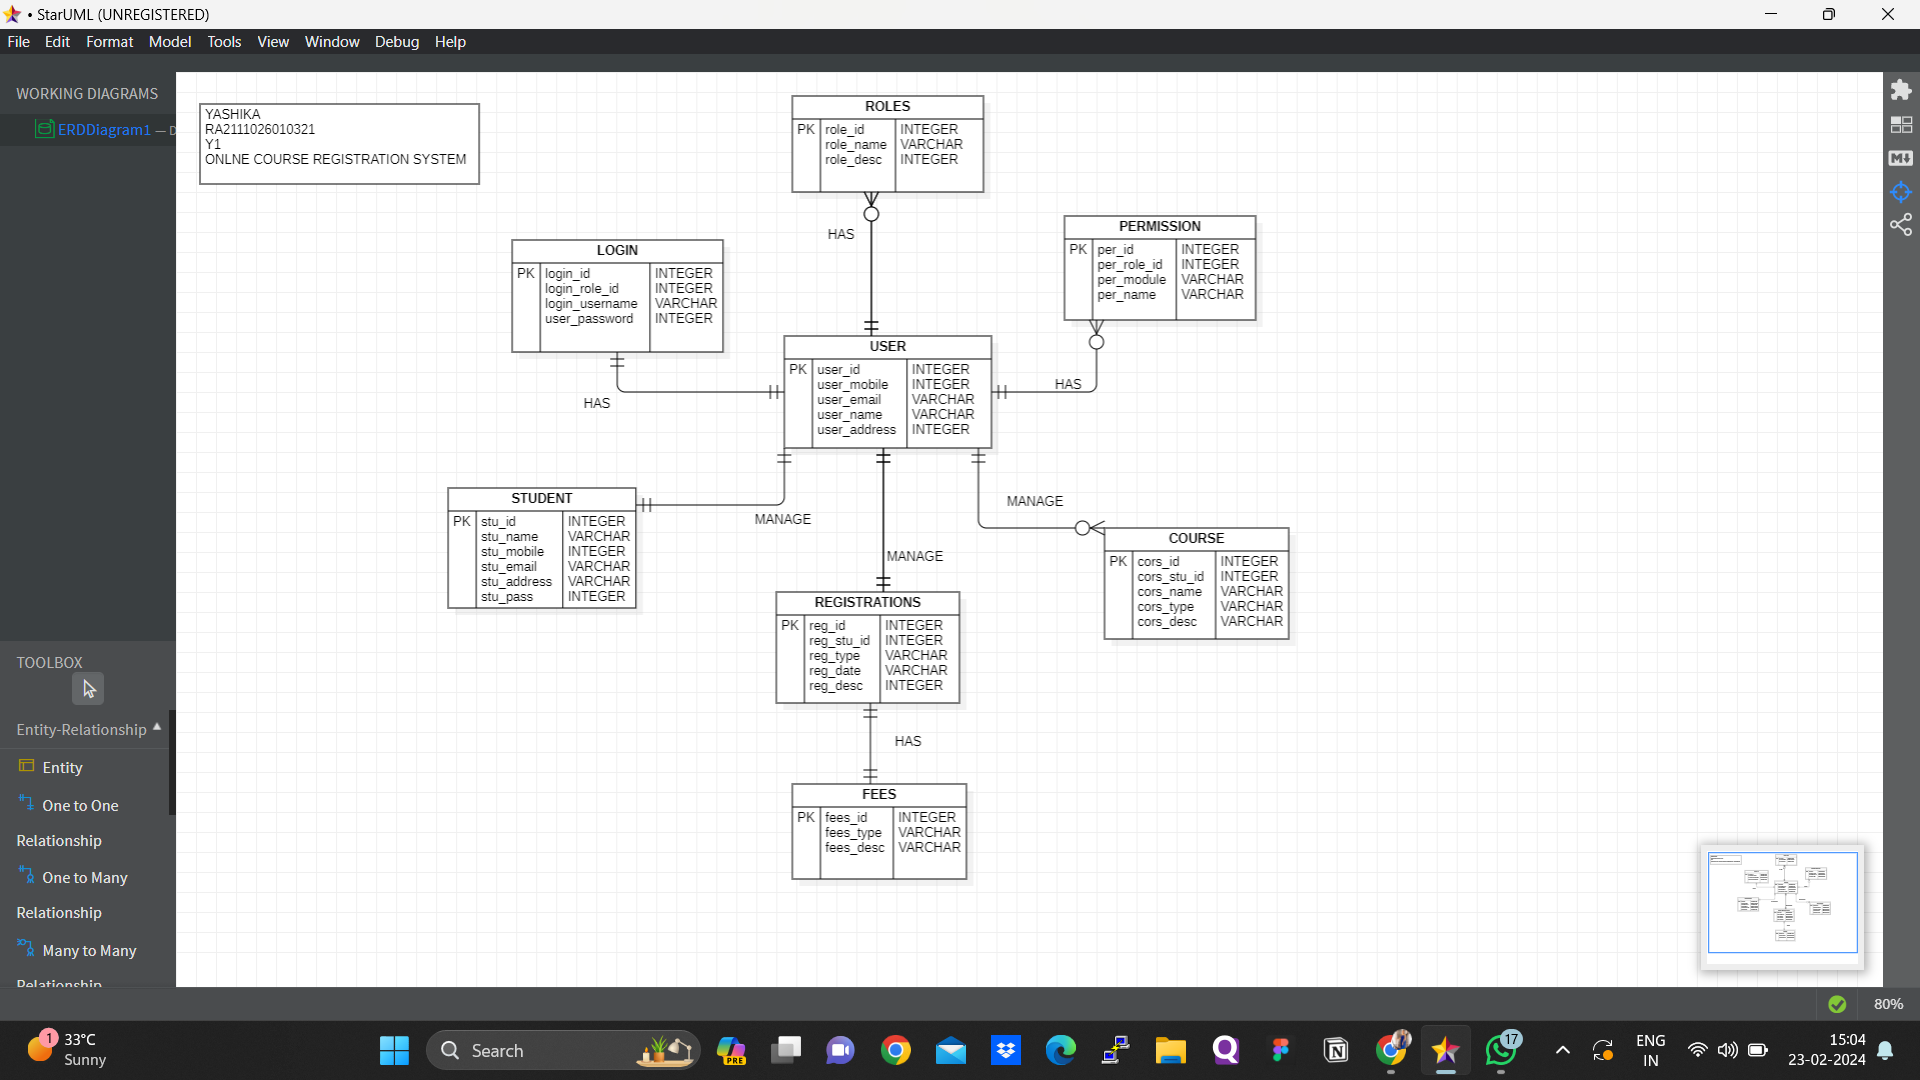 • StarUML (UNREGISTERED)
File Edit Format Model Tools View Window Debug Help
WORKING DIAGRAMS
ERDDiagram1 — D
YASHIKA
RA2111026010321
Y1
ONLNE COURSE REGISTRATION SYSTEM
ROLES
PK role_id INTEGER
role_name VARCHAR
role_desc INTEGER
HAS
PERMISSION
PK per_id INTEGER
per_role_id INTEGER
per_module VARCHAR
per_name VARCHAR
HAS
LOGIN
PK login_id INTEGER
login_role_id INTEGER
login_username VARCHAR
user_password INTEGER
HAS
USER
PK user_id INTEGER
user_mobile INTEGER
user_email VARCHAR
user_name VARCHAR
user_address INTEGER
STUDENT
PK stu_id INTEGER
stu_name VARCHAR
stu_mobile INTEGER
stu_email VARCHAR
stu_address VARCHAR
stu_pass INTEGER
MANAGE
MANAGE
MANAGE
COURSE
PK cors_id INTEGER
cors_stu_id INTEGER
cors_name VARCHAR
cors_type VARCHAR
cors_desc VARCHAR
REGISTRATIONS
PK reg_id INTEGER
reg_stu_id INTEGER
reg_type VARCHAR
reg_date VARCHAR
reg_desc INTEGER
HAS
FEES
PK fees_id INTEGER
fees_type VARCHAR
fees_desc VARCHAR
TOOLBOX
Entity-Relationship
Entity
One to One
Relationship
One to Many
Relationship
Many to Many
Relationship
80%
1
33°C
Sunny
Search
PRE
17
ENG
IN
15:04
23-02-2024